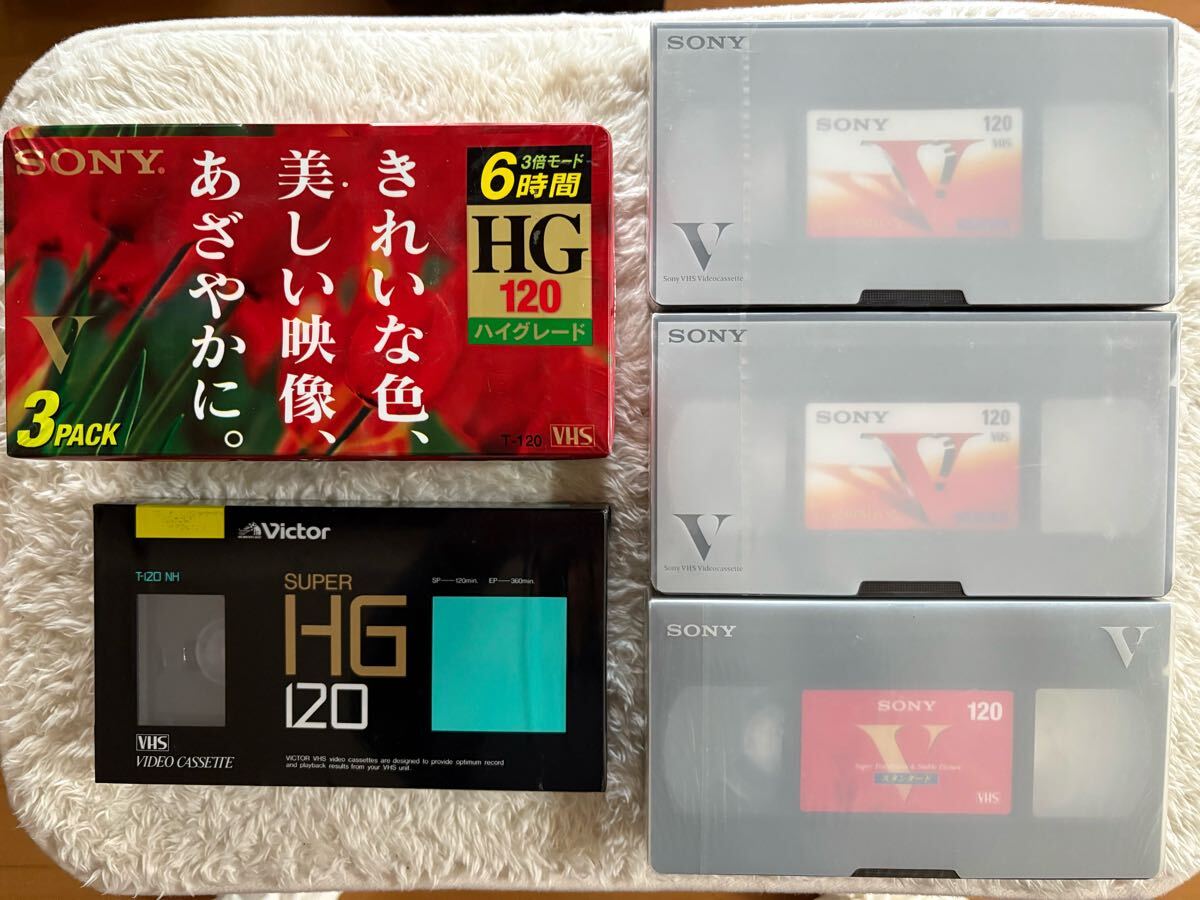 SONY.
きれいな色、
美しい映像、
あざやかに。
3倍モード
6時間
HG
120
ハイグレード
V
3PACK
T-120 VHS
Victor
T-120 NH
SUPER
HG
120
SP——120min. EP——360min.
VHS
VIDEO CASSETTE
VICTOR VHS video cassettes are designed to provide optimum record
and playback results from your VHS unit.
SONY
SONY 120
VHS
V
V
Sony VHS Videocassette
SONY
SONY 120
VHS
V
V
Sony VHS Videocassette
SONY
V
SONY 120
V
Super & Stable Picture
スタンダード
VHS